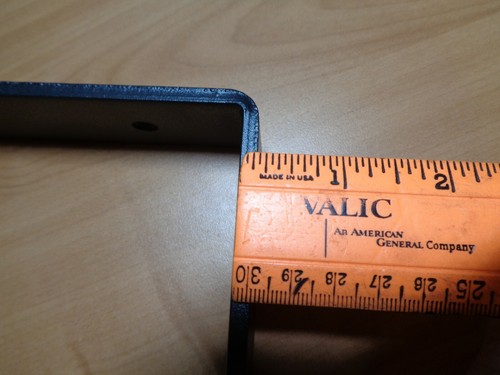 MADE IN USA 1 2
VALIC
An AMERICAN
GENERAL Company
30 29 28 27 26 25